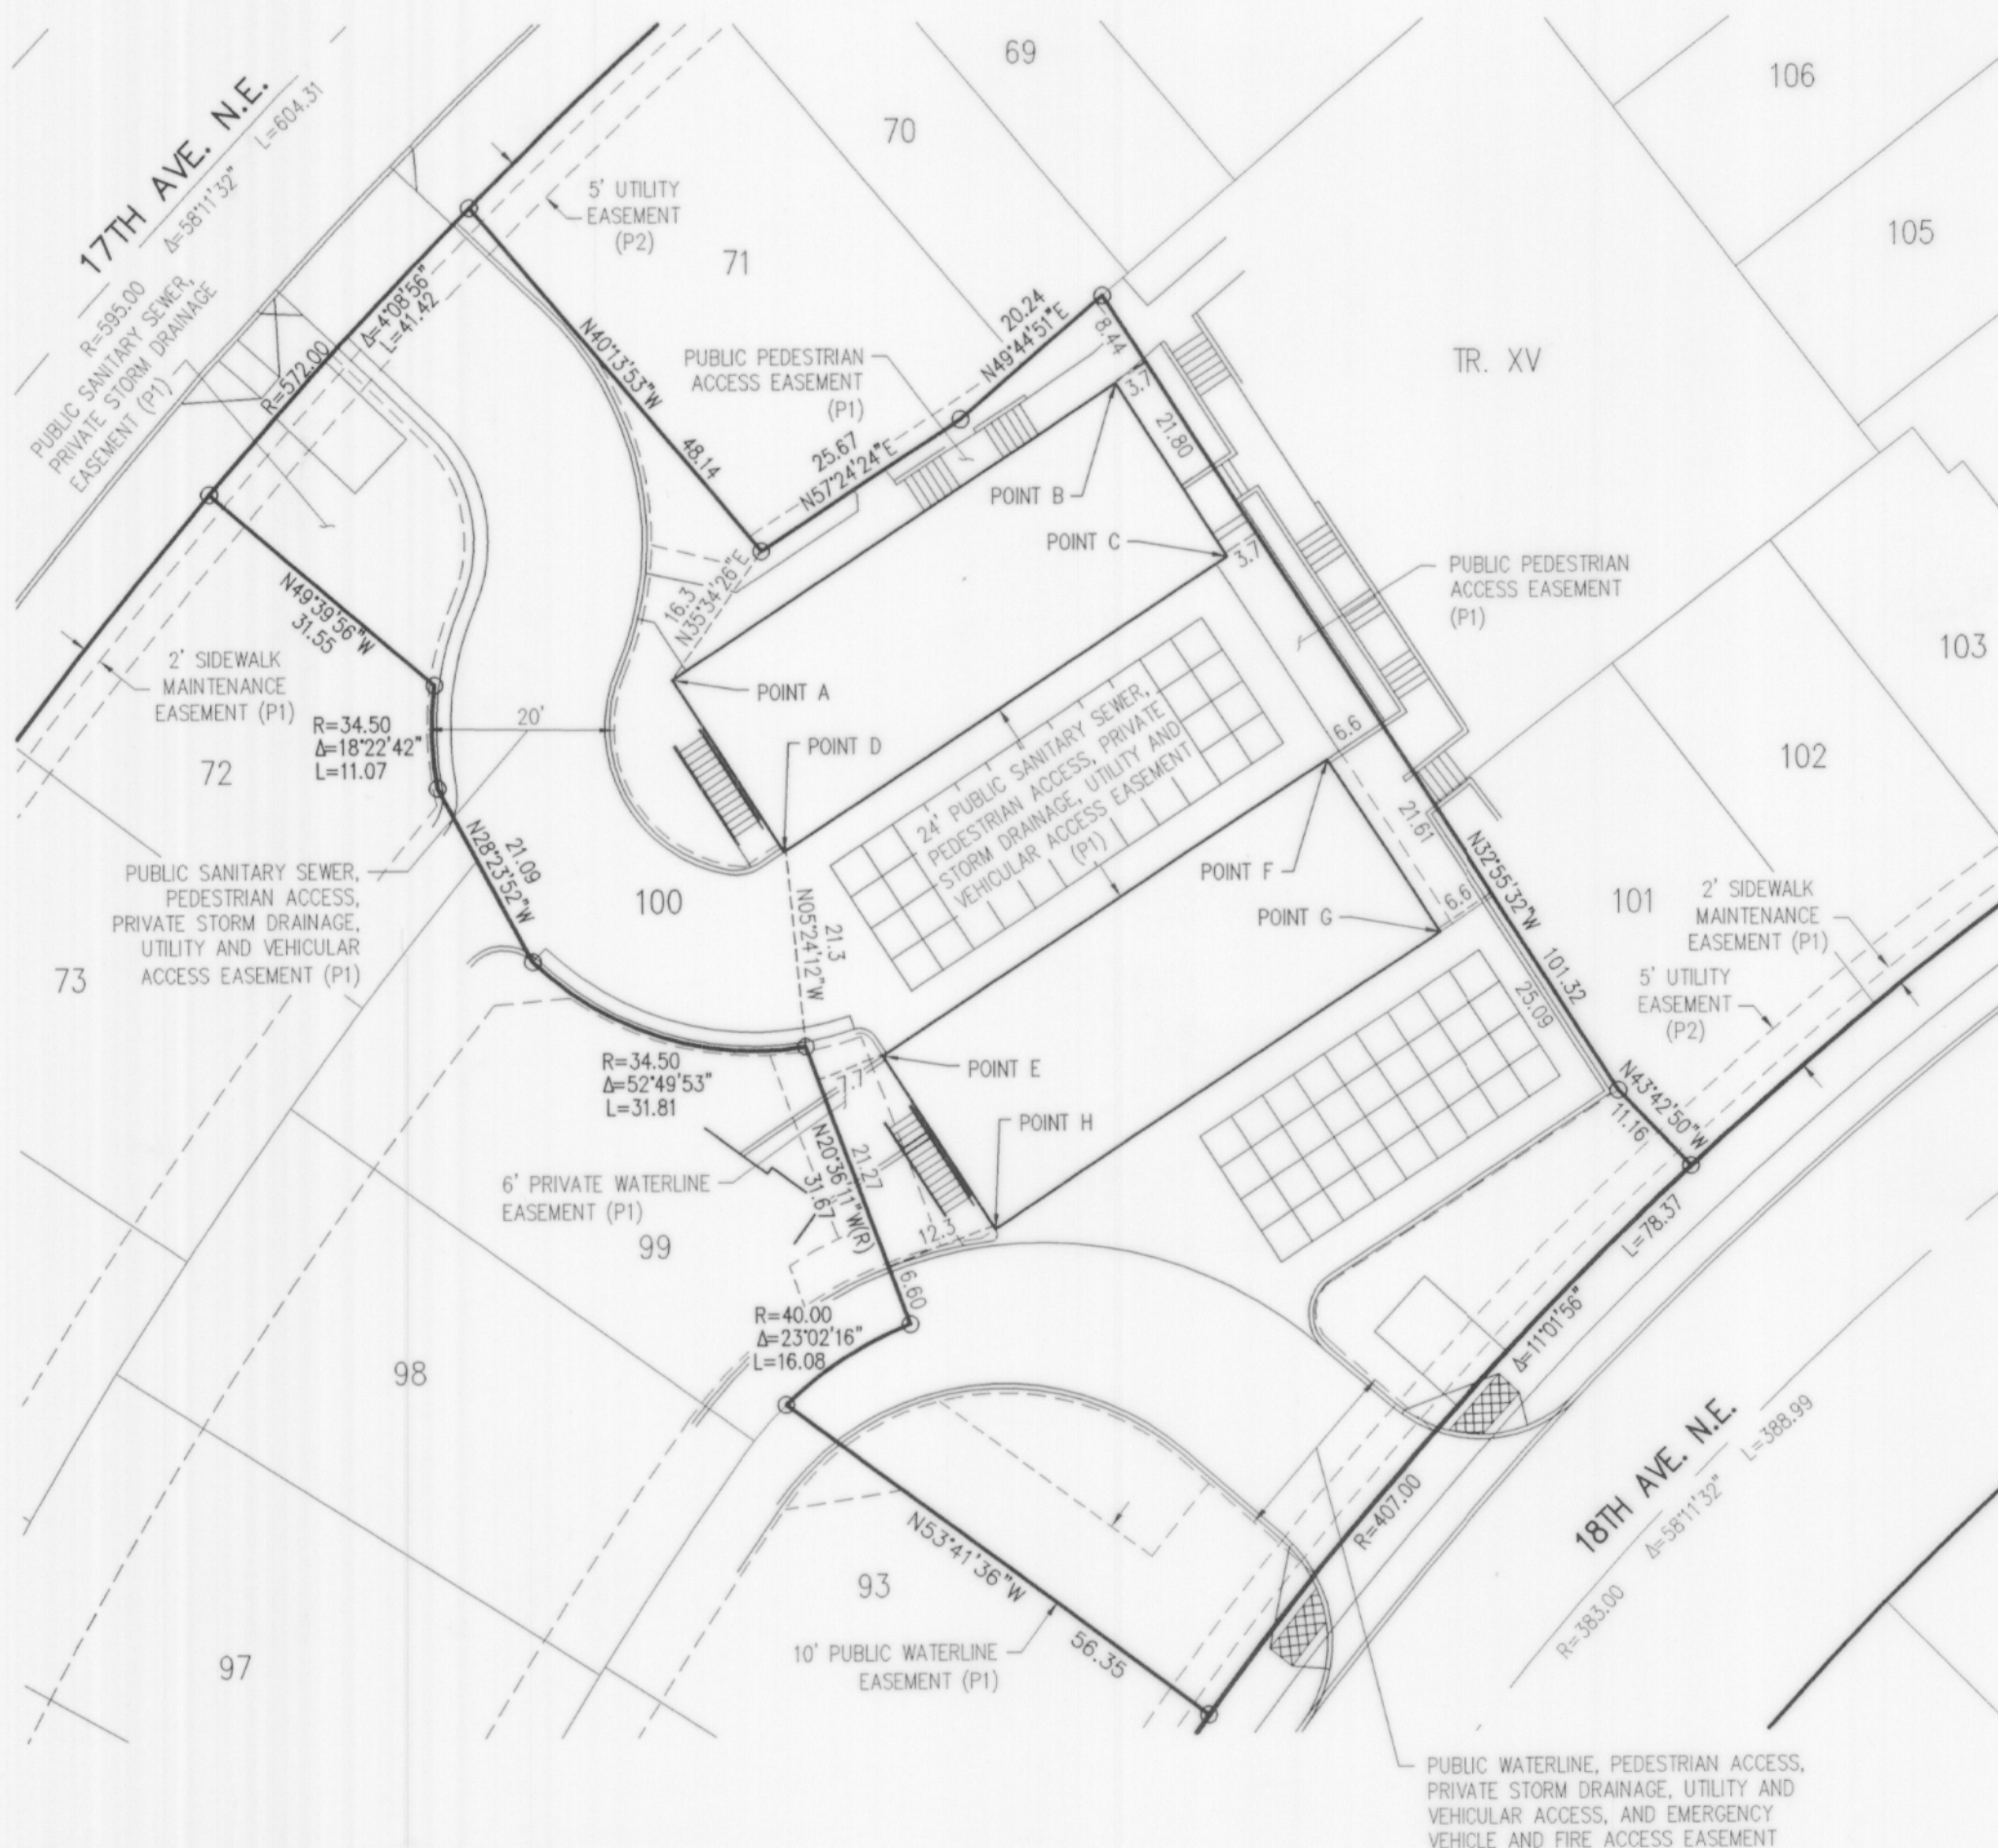 69
106
17TH AVE. N.E.
Δ=58°11'32"
L=604.31
R=595.00
70
105
5' UTILITY
EASEMENT
(P2)
71
PUBLIC SANITARY SEWER,
PRIVATE STORM DRAINAGE
EASEMENT (P1)
R=572.00
Δ=4°08'56"
L=41.42
N40°13'53"W
48.14
PUBLIC PEDESTRIAN
ACCESS EASEMENT
(P1)
20.24
N49°44'51"E
8.44
3.7
21.80
TR. XV
25.67
N57°24'24"E
POINT B
POINT C
3.7
PUBLIC PEDESTRIAN
ACCESS EASEMENT
(P1)
103
N49°39'56"W
31.55
16.3
N35°34'26"E
2' SIDEWALK
MAINTENANCE
EASEMENT (P1)
POINT A
R=34.50
Δ=18°22'42"
L=11.07
20'
POINT D
72
24' PUBLIC SANITARY SEWER,
PEDESTRIAN ACCESS, PRIVATE
STORM DRAINAGE, UTILITY AND
VEHICULAR ACCESS EASEMENT
(P1)
6.6
102
21.61
N32°55'32"W
101.32
POINT F
6.6
POINT G
101
2' SIDEWALK
MAINTENANCE
EASEMENT (P1)
5' UTILITY
EASEMENT
(P2)
PUBLIC SANITARY SEWER,
PEDESTRIAN ACCESS,
PRIVATE STORM DRAINAGE,
UTILITY AND VEHICULAR
ACCESS EASEMENT (P1)
21.09
N28°23'52"W
100
21.3
N05°24'12"W
73
25.09
R=34.50
Δ=52°49'53"
L=31.81
POINT E
7.7
N43°42'50"W
11.16
POINT H
6' PRIVATE WATERLINE
EASEMENT (P1)
N20°36'11"W(R)
31.67
21.27
12.3
99
6.60
L=78.37
R=40.00
Δ=23°02'16"
L=16.08
Δ=11°01'56"
98
18TH AVE. N.E.
Δ=58°11'32"
L=388.99
R=383.00
R=407.00
N53°41'36"W
56.35
93
10' PUBLIC WATERLINE
EASEMENT (P1)
97
PUBLIC WATERLINE, PEDESTRIAN ACCESS,
PRIVATE STORM DRAINAGE, UTILITY AND
VEHICULAR ACCESS, AND EMERGENCY
VEHICLE AND FIRE ACCESS EASEMENT